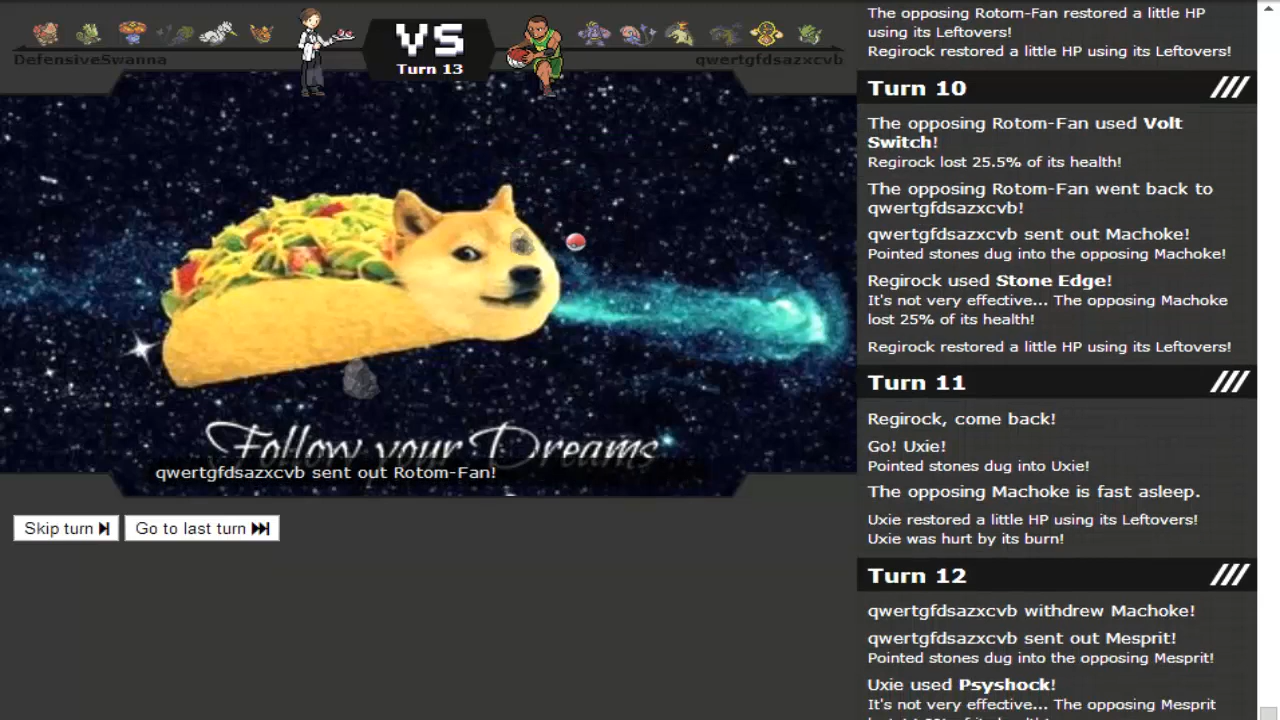 VS
Turn 13
DefensiveSwanna
qwertgfdsazxcvb
Follow your Dreams
qwertgfdsazxcvb sent out Rotom-Fan!
Skip turn
Go to last turn
The opposing Rotom-Fan restored a little HP
using its Leftovers!
Regirock restored a little HP using its Leftovers!
Turn 10
The opposing Rotom-Fan used Volt
Switch!
Regirock lost 25.5% of its health!
The opposing Rotom-Fan went back to
qwertgfdsazxcvb!
qwertgfdsazxcvb sent out Machoke!
Pointed stones dug into the opposing Machoke!
Regirock used Stone Edge!
It's not very effective... The opposing Machoke
lost 25% of its health!
Regirock restored a little HP using its Leftovers!
Turn 11
Regirock, come back!
Go! Uxie!
Pointed stones dug into Uxie!
The opposing Machoke is fast asleep.
Uxie restored a little HP using its Leftovers!
Uxie was hurt by its burn!
Turn 12
qwertgfdsazxcvb withdrew Machoke!
qwertgfdsazxcvb sent out Mesprit!
Pointed stones dug into the opposing Mesprit!
Uxie used Psyshock!
It's not very effective... The opposing Mesprit